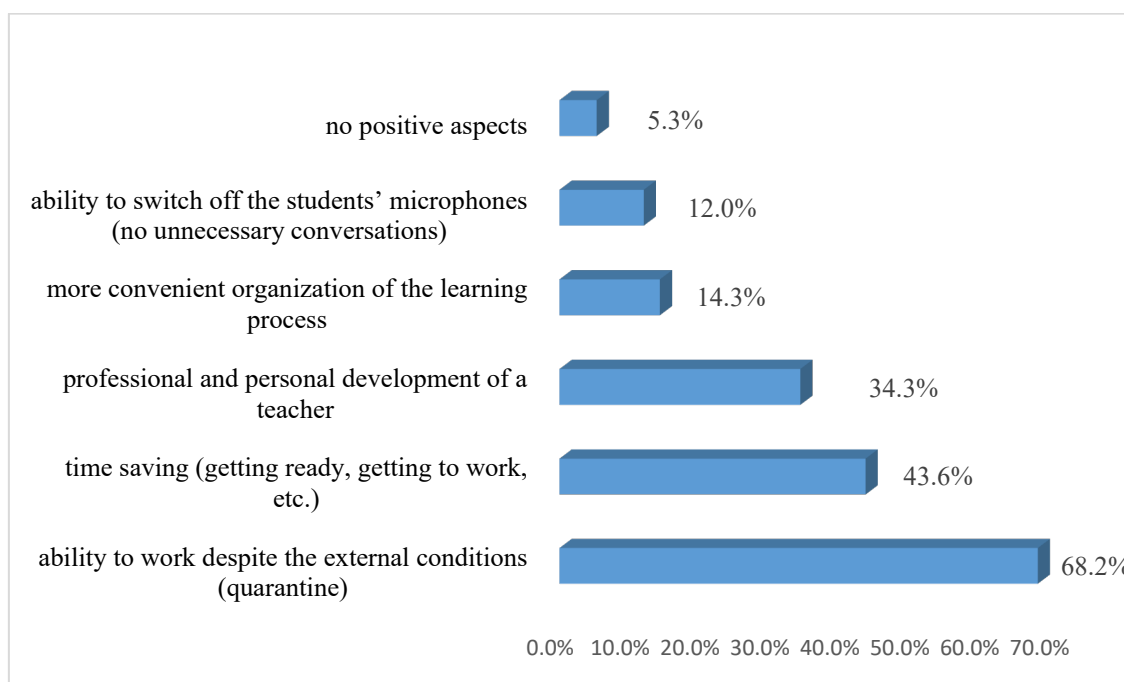 no positive aspects
5.3%
ability to switch off the students’ microphones
(no unnecessary conversations)
12.0%
more convenient organization of the learning
process
14.3%
professional and personal development of a
teacher
34.3%
time saving (getting ready, getting to work,
etc.)
43.6%
ability to work despite the external conditions
(quarantine)
68.2%
0.0% 10.0% 20.0% 30.0% 40.0% 50.0% 60.0% 70.0%